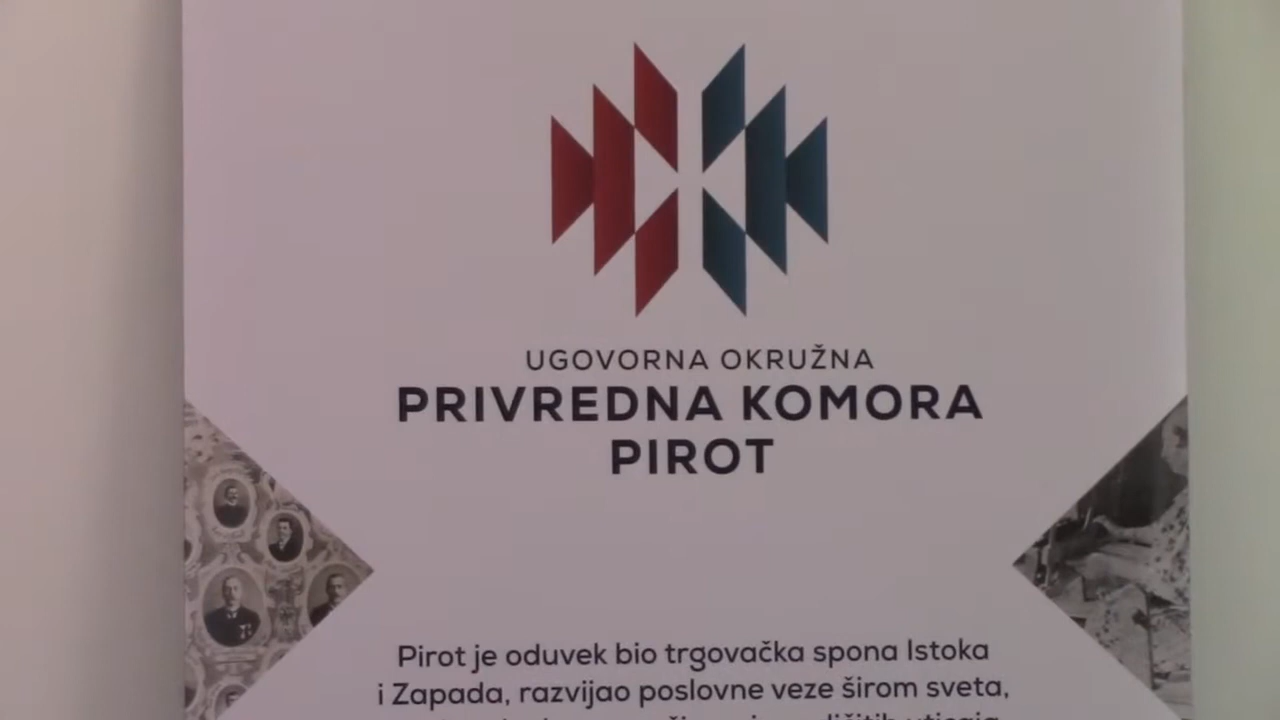 UGOVORNA OKRUŽNA
PRIVREDNA KOMORA
PIROT
Pirot je oduvek bio trgovačka spona Istoka
i Zapada, razvijao poslovne veze širom sveta,